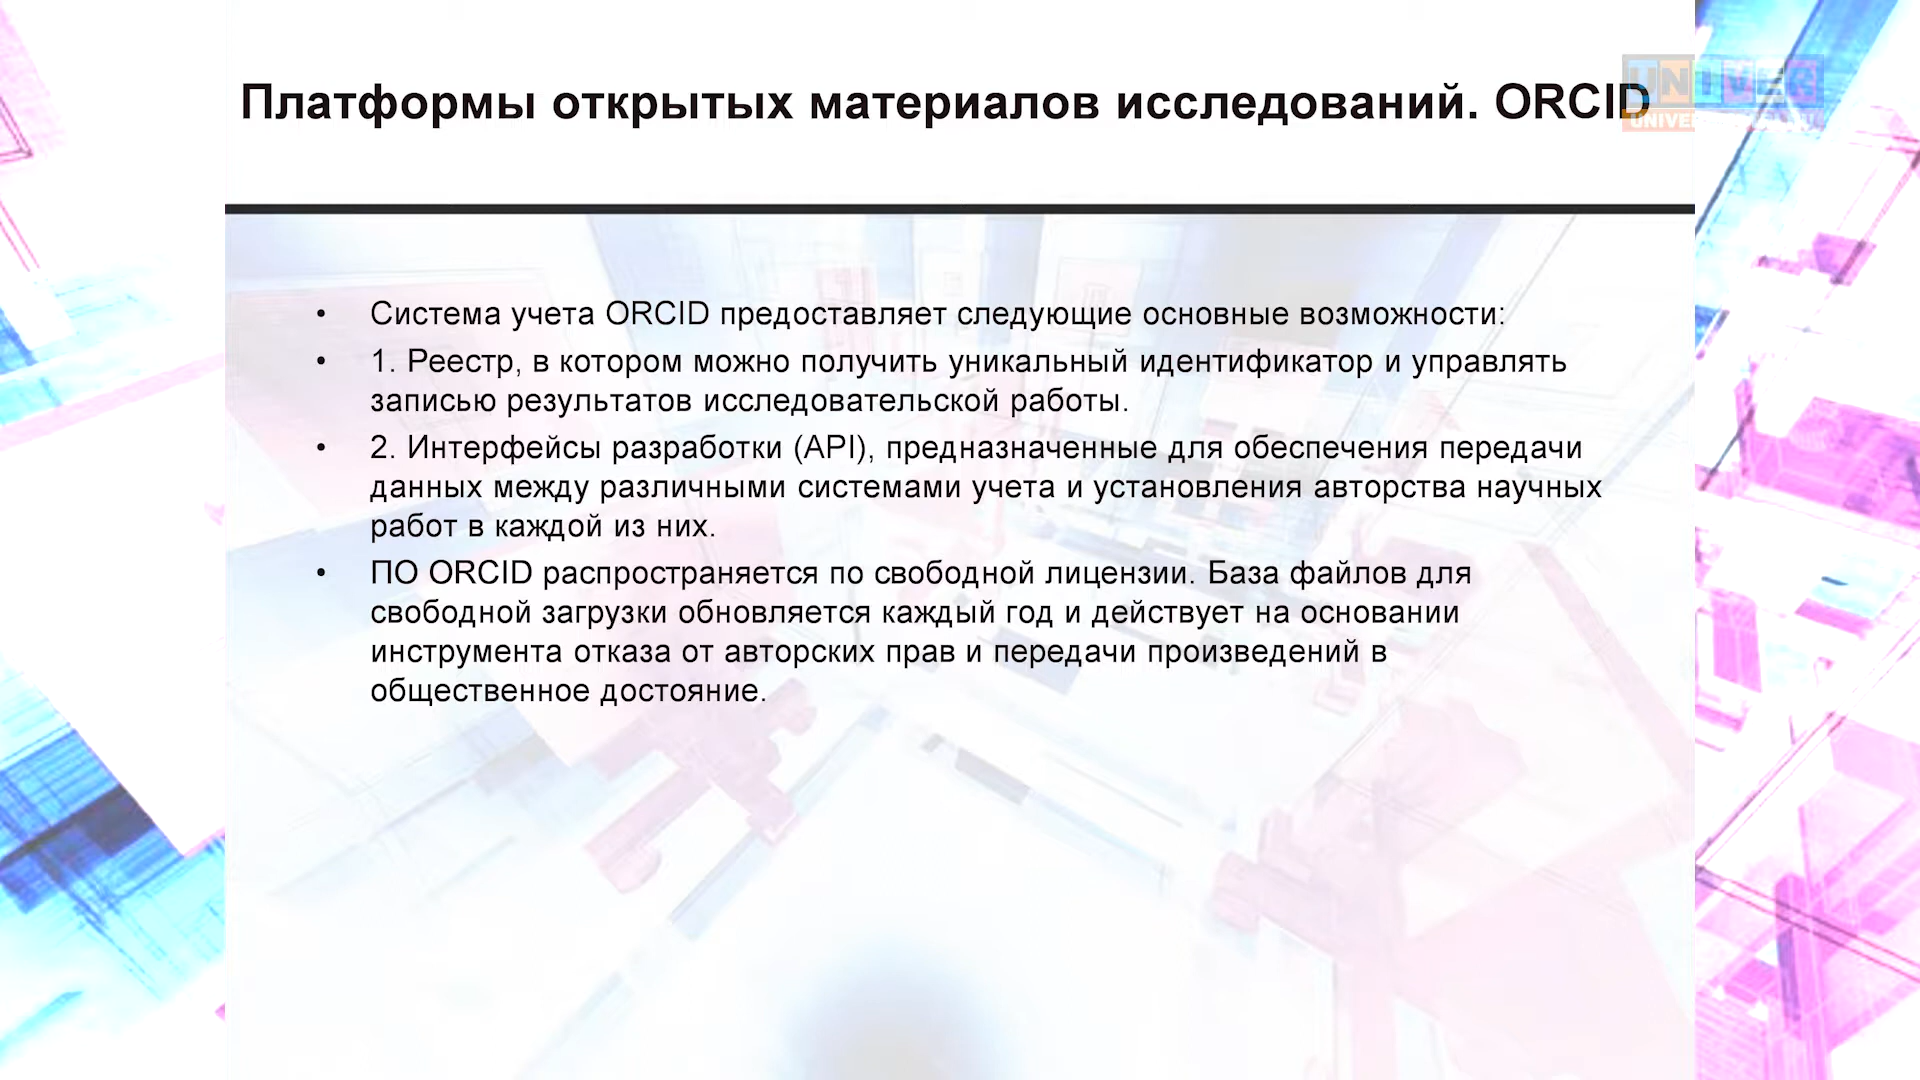 Платформы открытых материалов исследований. ORCID
UNIVER
• Система учета ORCID предоставляет следующие основные возможности:
• 1. Реестр, в котором можно получить уникальный идентификатор и управлять
записью результатов исследовательской работы.
• 2. Интерфейсы разработки (API), предназначенные для обеспечения передачи
данных между различными системами учета и установления авторства научных
работ в каждой из них.
• ПО ORCID распространяется по свободной лицензии. База файлов для
свободной загрузки обновляется каждый год и действует на основании
инструмента отказа от авторских прав и передачи произведений в
общественное достояние.